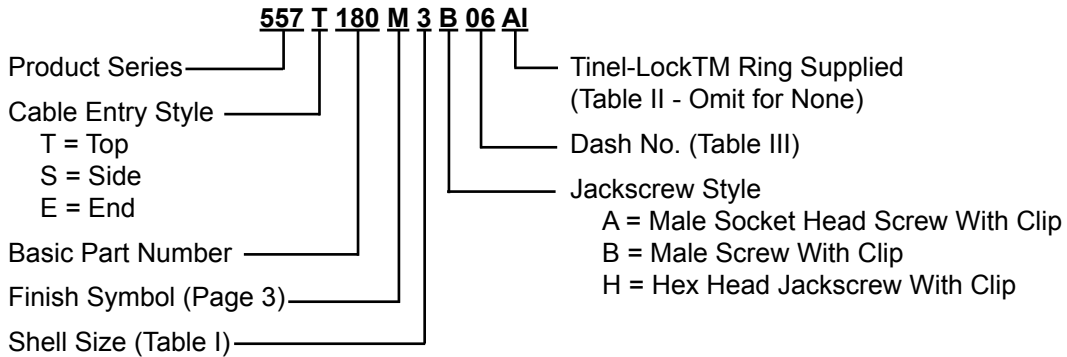 557 T 180 M 3 B 06 AI
Product Series
Cable Entry Style
T = Top
S = Side
E = End
Basic Part Number
Finish Symbol (Page 3)
Shell Size (Table I)
Tinel-LockTM Ring Supplied
(Table II - Omit for None)
Dash No. (Table III)
Jackscrew Style
A = Male Socket Head Screw With Clip
B = Male Screw With Clip
H = Hex Head Jackscrew With Clip